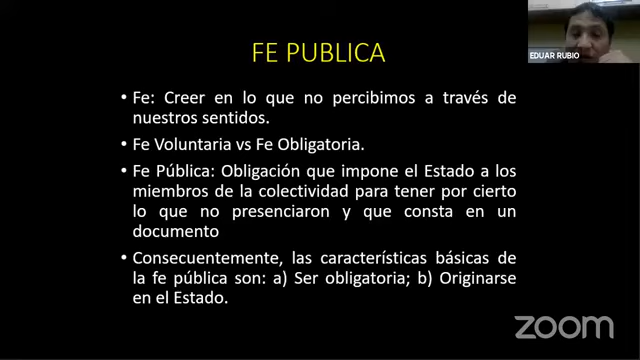 FE PUBLICA
EDUAR RUBIO
• Fe: Creer en lo que no percibimos a través de
nuestros sentidos.
• Fe Voluntaria vs Fe Obligatoria.
• Fe Pública: Obligación que impone el Estado a los
miembros de la colectividad para tener por cierto
lo que no presenciaron y que consta en un
documento
• Consecuentemente, las características básicas de
la fe pública son: a) Ser obligatoria; b) Originarse
en el Estado.
zoom